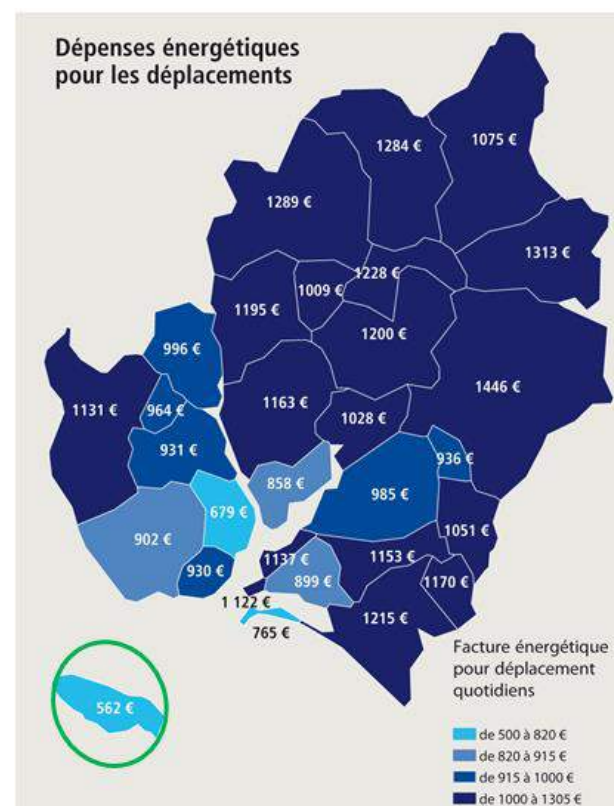 Dépenses énergétiques
pour les déplacements
1284 €
1075 €
1289 €
1313 €
1228 €
1009 €
1195 €
1200 €
996 €
1446 €
1163 €
1131 €
964 €
1028 €
931 €
936 €
858 €
985 €
679 €
902 €
1051 €
1137 €
1153 €
930 €
899 €
1170 €
1 122 €
1215 €
765 €
562 €
Facture énergétique
pour déplacement
quotidiens
de 500 à 820 €
de 820 à 915 €
de 915 à 1000 €
de 1000 à 1305 €